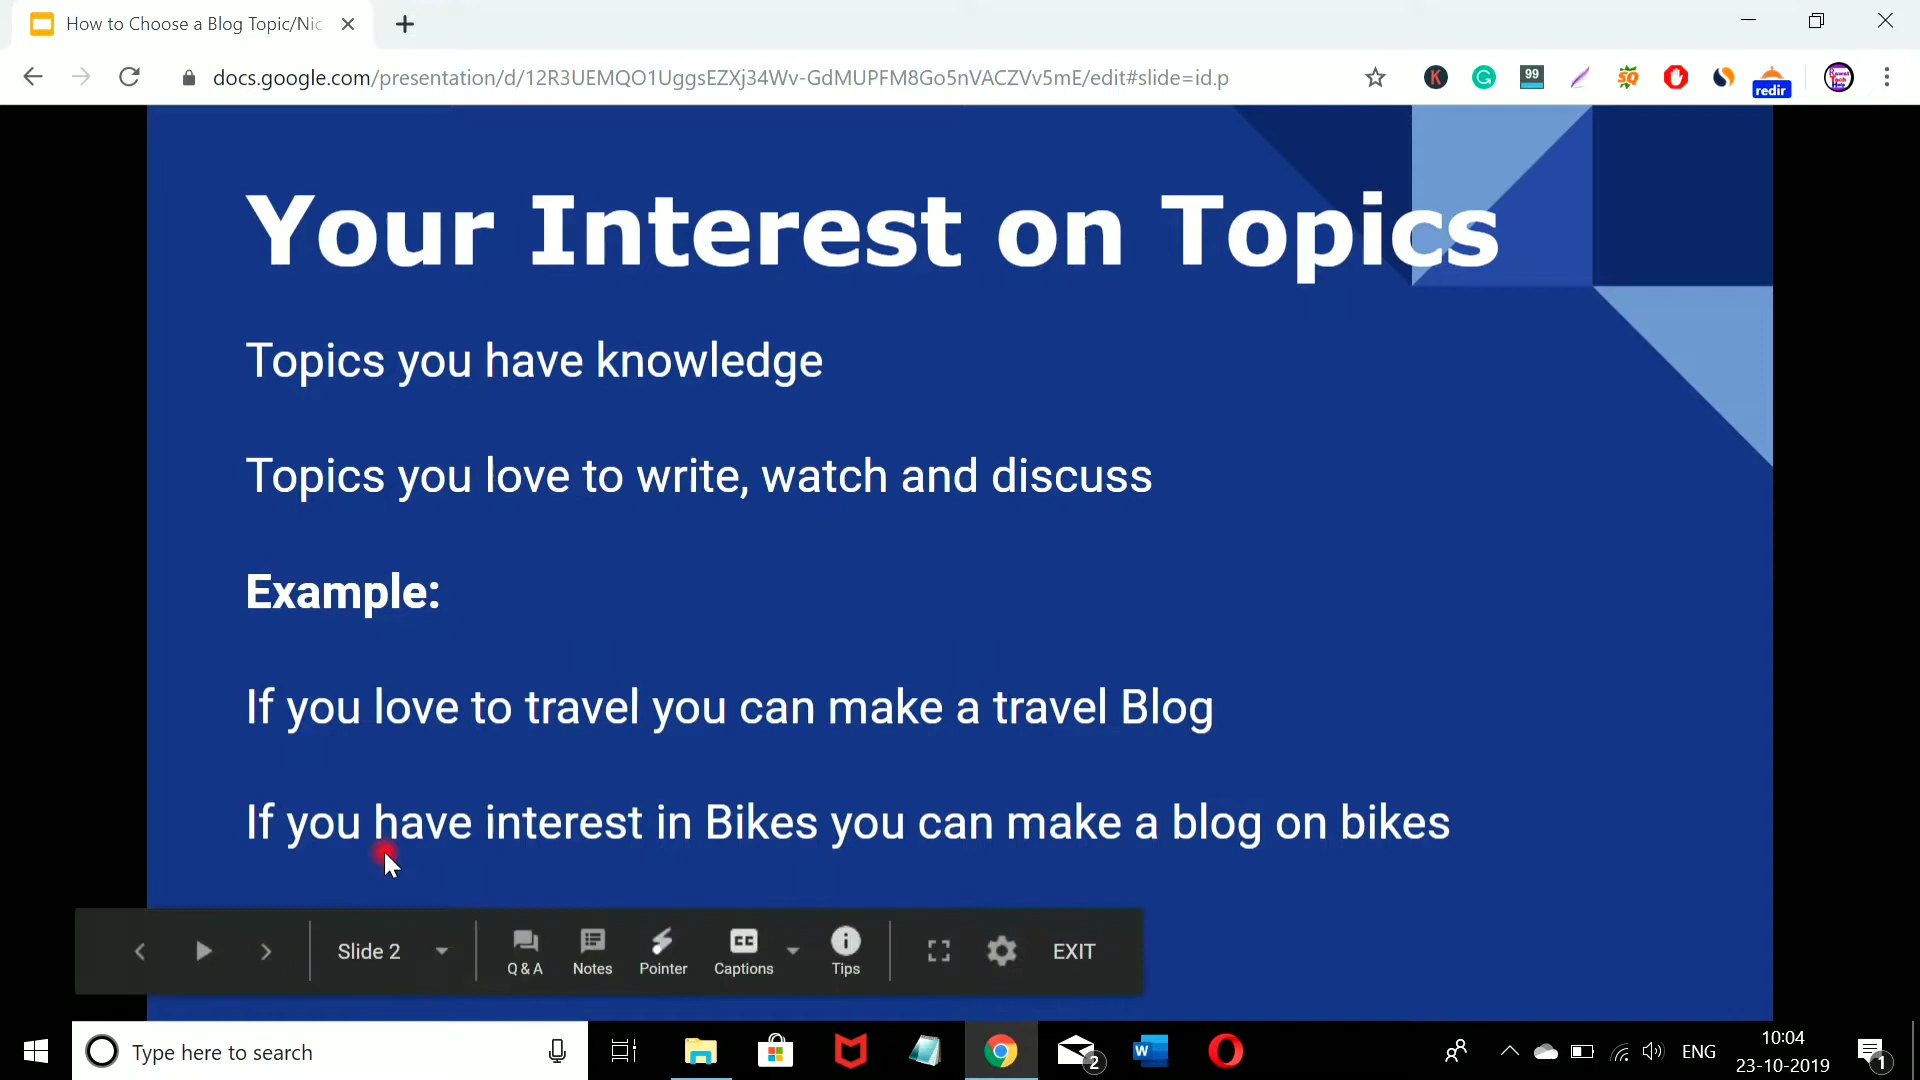 How to Choose a Blog Topic/Nic
docs.google.com/presentation/d/12R3UEMQO1UggsEZXj34Wv-GdMUPFM8Go5nVACZVv5mE/edit#slide=id.p
K
G
99
SQ
redir
Your Interest on Topics
Topics you have knowledge
Topics you love to write, watch and discuss
Example:
If you love to travel you can make a travel Blog
If you have interest in Bikes you can make a blog on bikes
Slide 2
Q & A
Notes
Pointer
CC
Captions
Tips
EXIT
Type here to search
2
W
ENG
10:04
23-10-2019
1